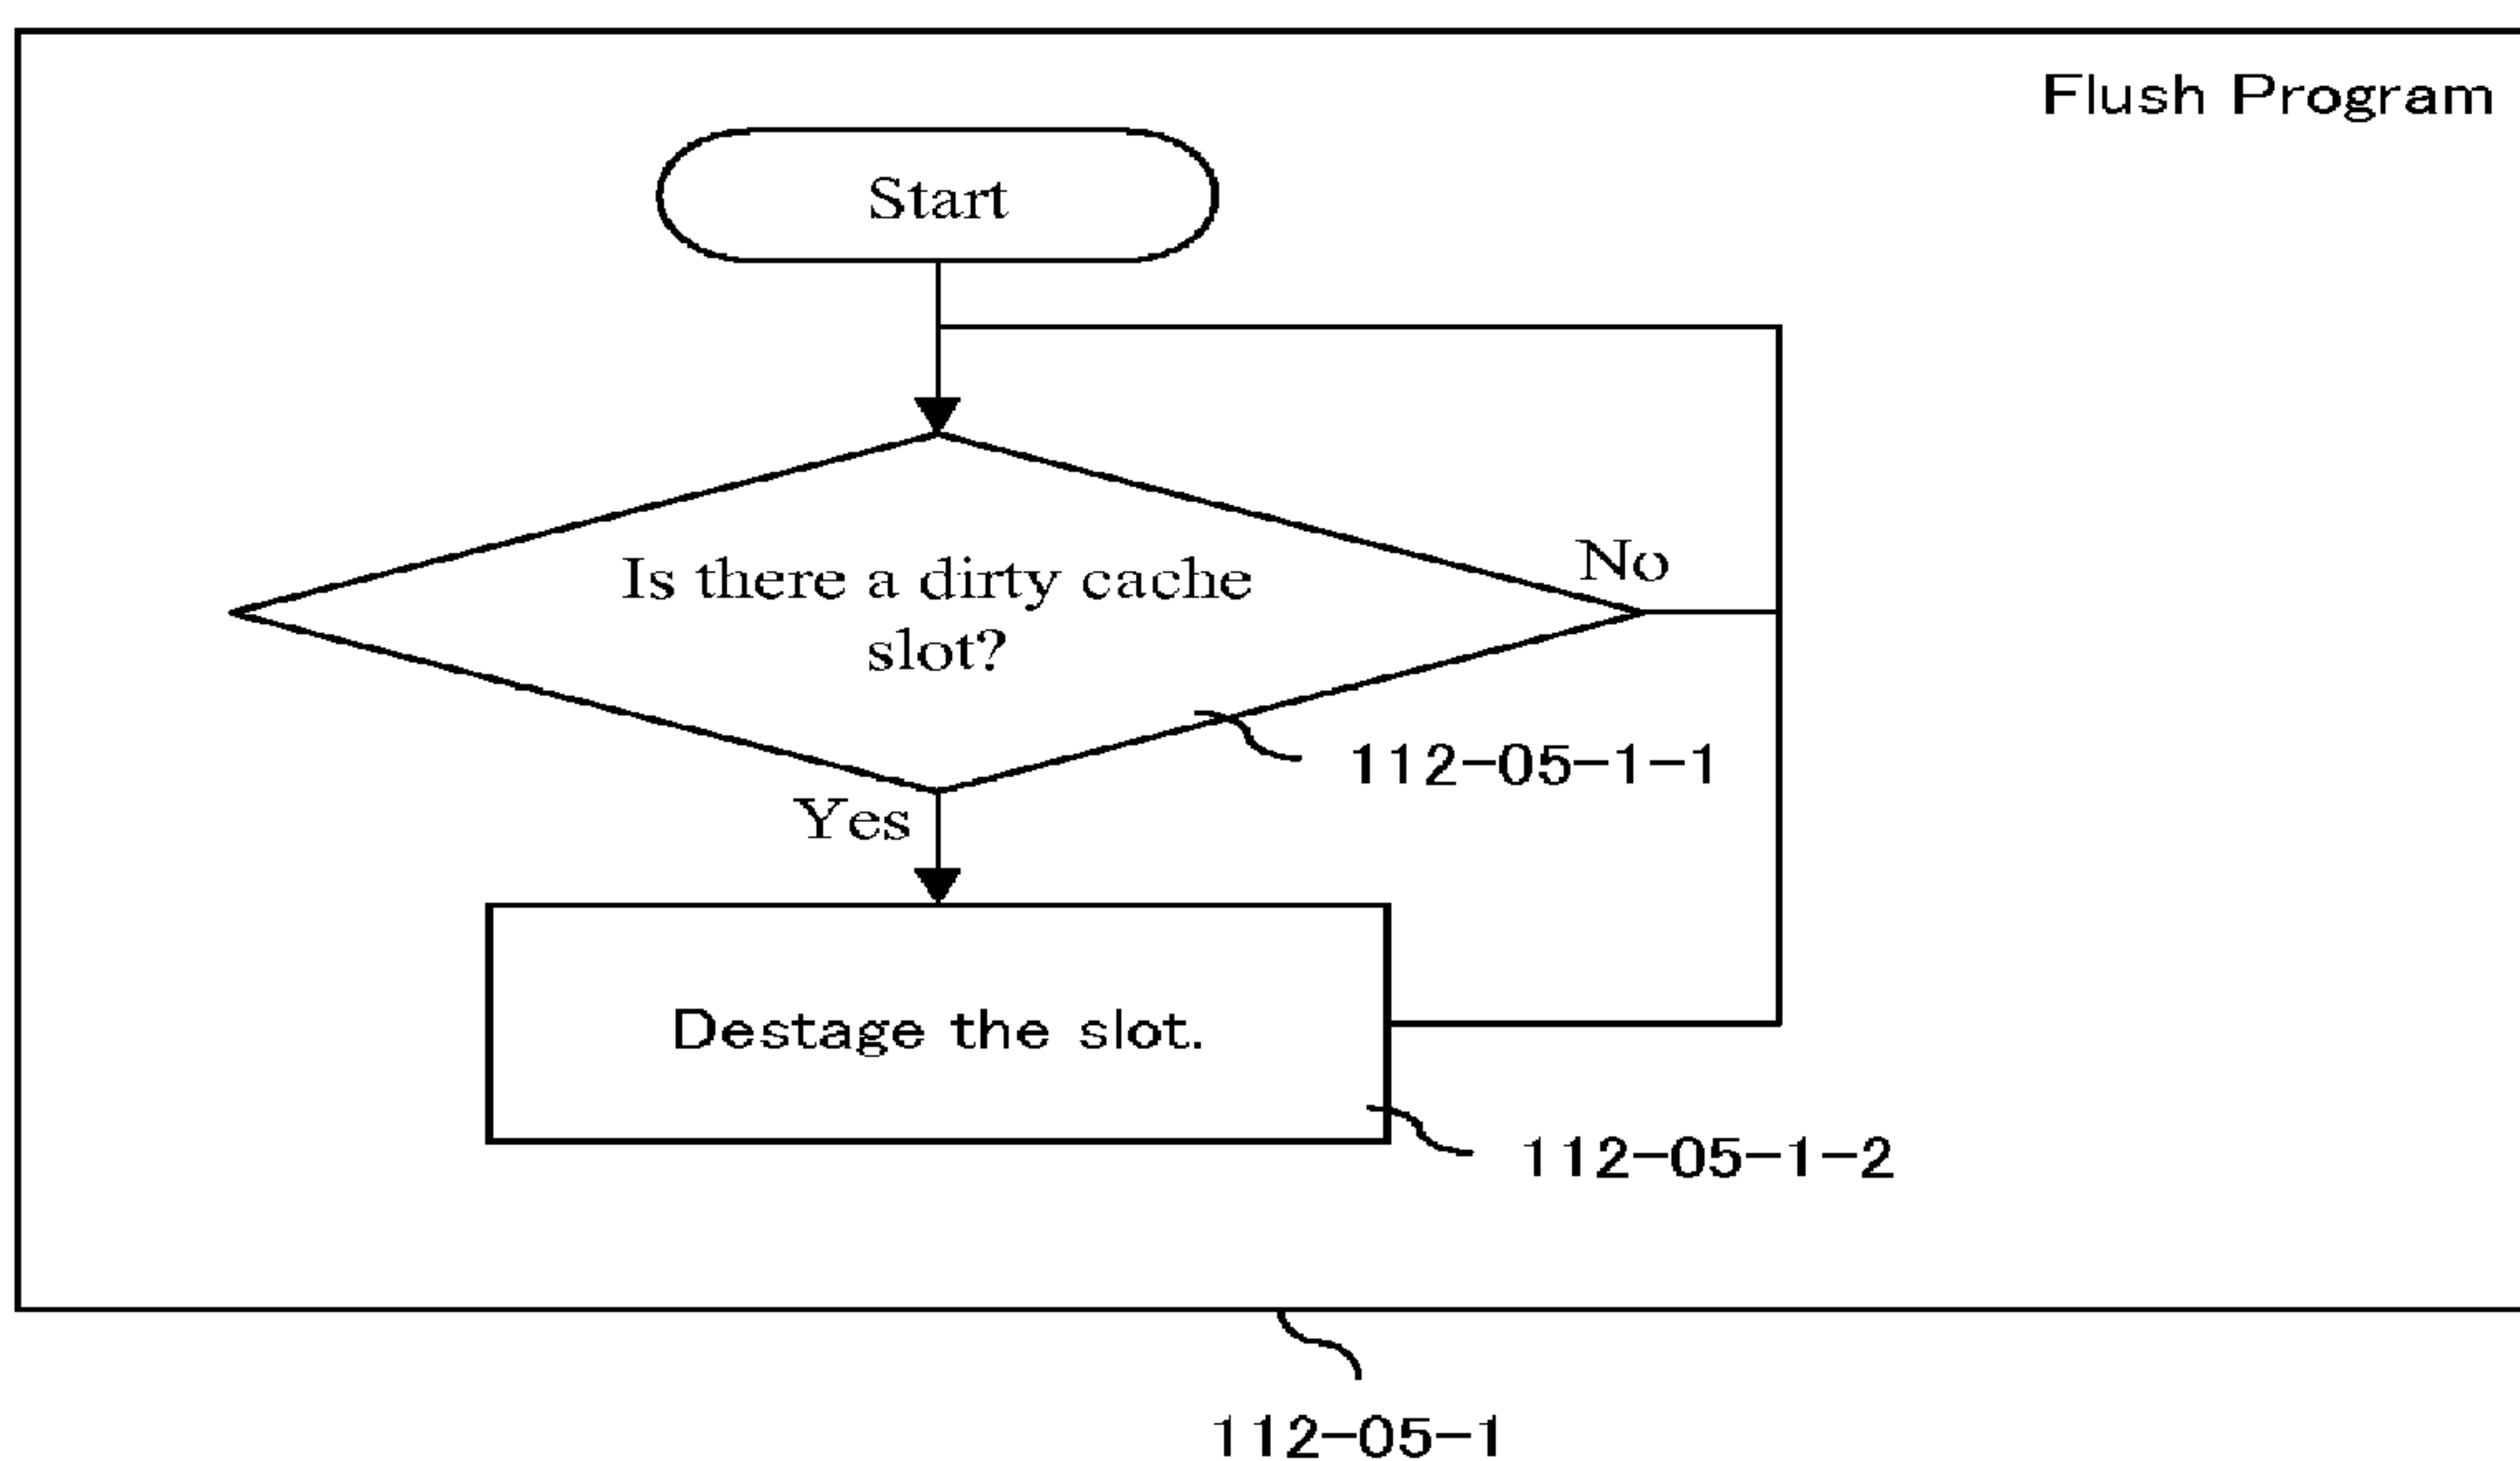 Flush Program
Start
Is there a dirty cache
slot?
No
112-05-1-1
Yes
Destage the slot.
112-05-1-2
112-05-1